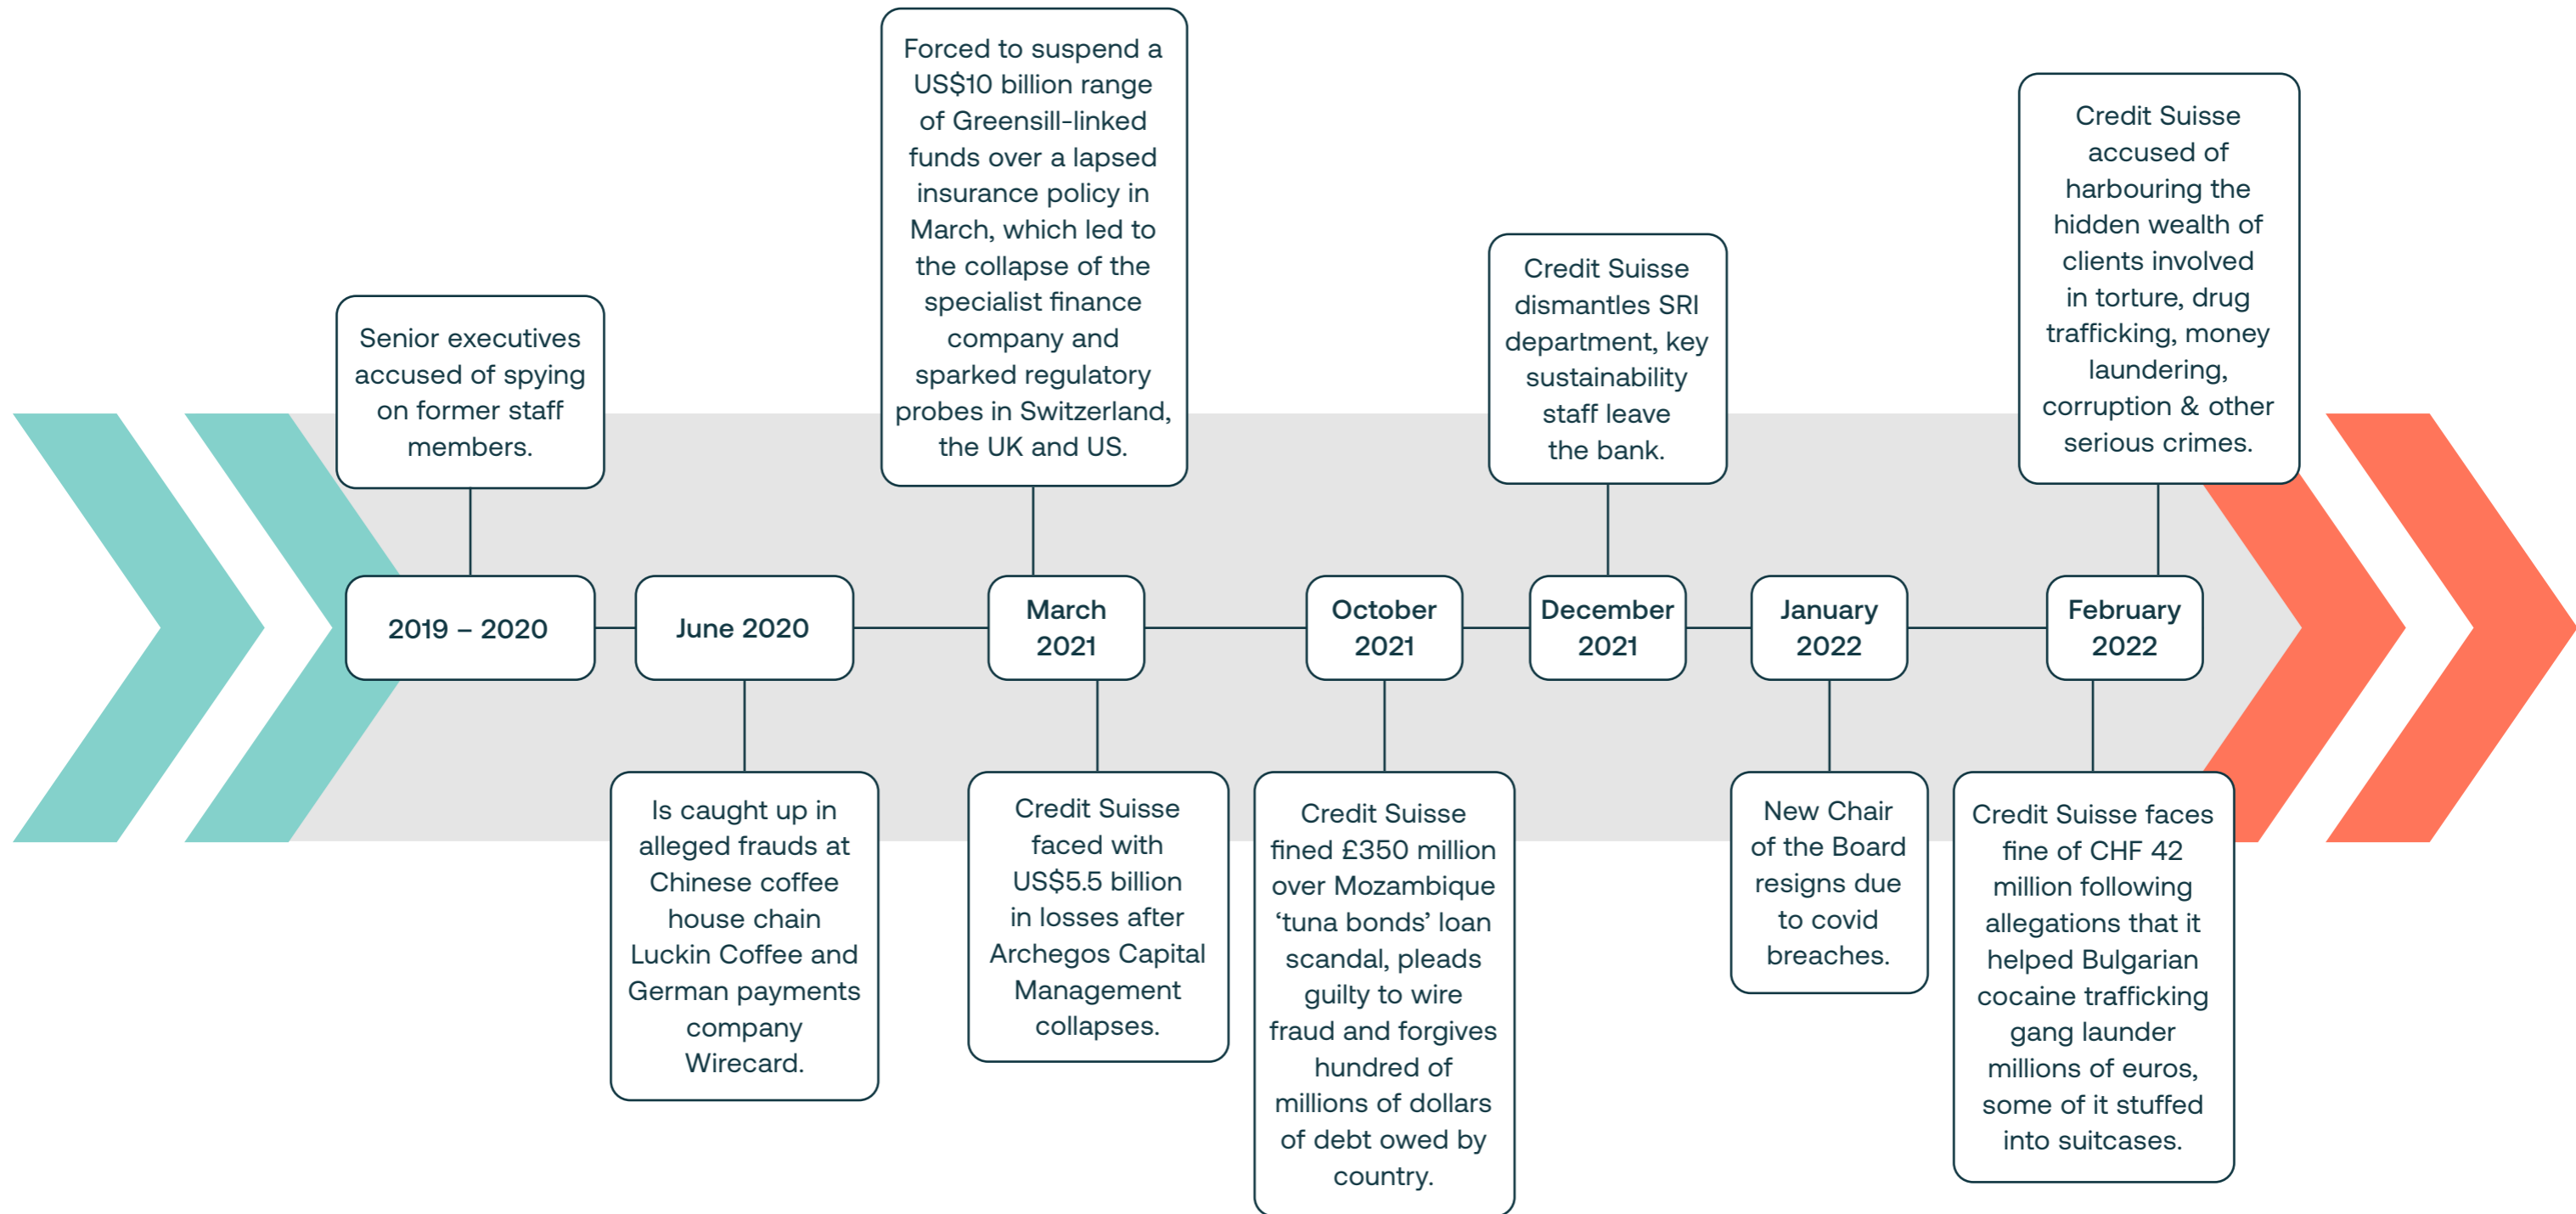 Senior executives
accused of spying
on former staff
members.
2019 – 2020
June 2020
Is caught up in
alleged frauds at
Chinese coffee
house chain
Luckin Coffee and
German payments
company
Wirecard.
Forced to suspend a
US$10 billion range
of Greensill-linked
funds over a lapsed
insurance policy in
March, which led to
the collapse of the
specialist finance
company and
sparked regulatory
probes in Switzerland,
the UK and US.
March
2021
Credit Suisse
faced with
US$5.5 billion
in losses after
Archegos Capital
Management
collapses.
October
2021
Credit Suisse
fined £350 million
over Mozambique
‘tuna bonds’ loan
scandal, pleads
guilty to wire
fraud and forgives
hundred of
millions of dollars
of debt owed by
country.
Credit Suisse
dismantles SRI
department, key
sustainability
staff leave
the bank.
December
2021
January
2022
New Chair
of the Board
resigns due
to covid
breaches.
Credit Suisse
accused of
harbouring the
hidden wealth of
clients involved
in torture, drug
trafficking, money
laundering,
corruption & other
serious crimes.
February
2022
Credit Suisse faces
fine of CHF 42
million following
allegations that it
helped Bulgarian
cocaine trafficking
gang launder
millions of euros,
some of it stuffed
into suitcases.